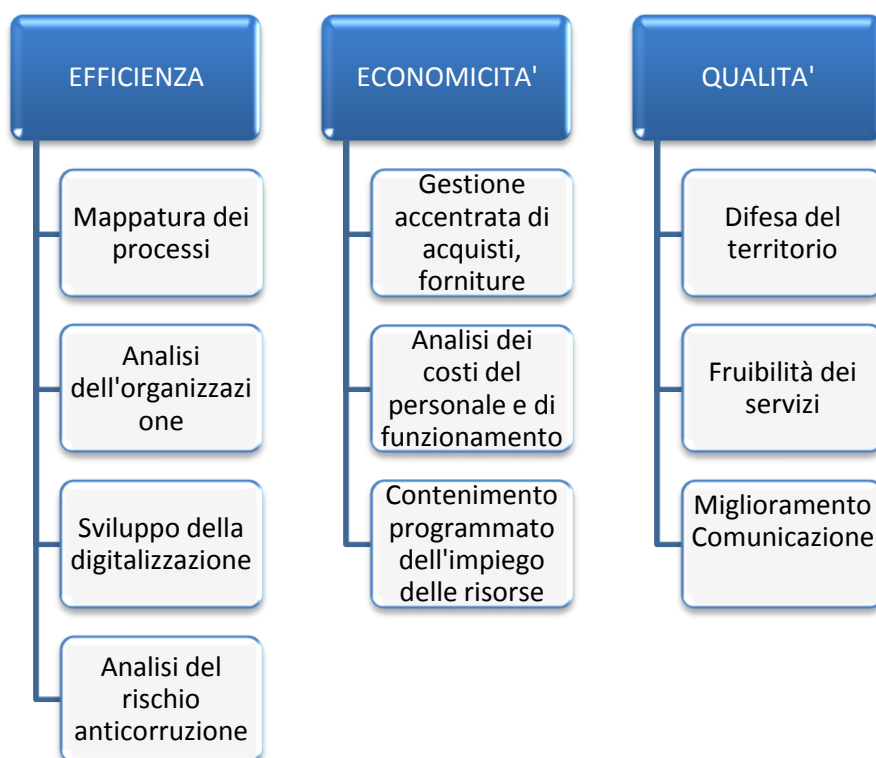 EFFICIENZA
Mappatura dei
processi
Analisi
dell'organizzazi
one
Sviluppo della
digitalizzazione
Analisi del
rischio
anticorruzione
ECONOMICITA'
Gestione
accentrata di
acquisti,
forniture
Analisi dei
costi del
personale e di
funzionamento
Contenimento
programmato
dell'impiego
delle risorse
QUALITA'
Difesa del
territorio
Fruibilità dei
servizi
Miglioramento
Comunicazione